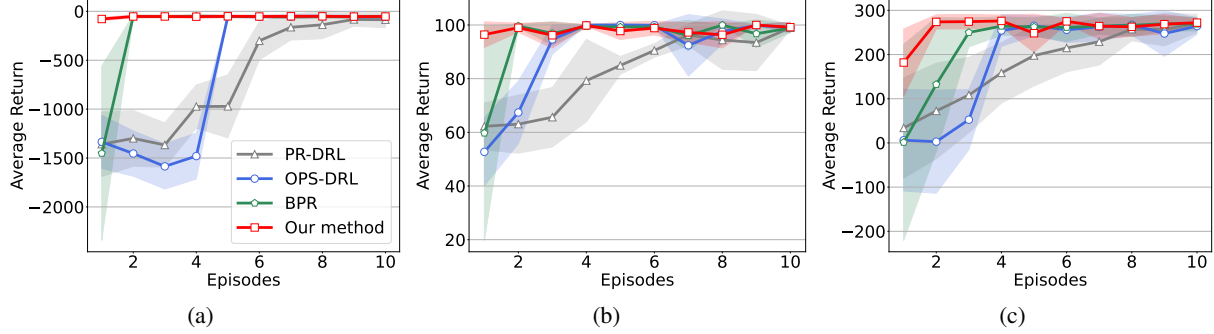 0
−500
−1000
−1500
−2000
Average Return
2 4 6 8 10
Episodes
PR-DRL
OPS-DRL
BPR
Our method
(a)
100
80
60
40
20
Average Return
2 4 6 8 10
Episodes
(b)
300
200
100
0
−100
−200
Average Return
2 4 6 8 10
Episodes
(c)